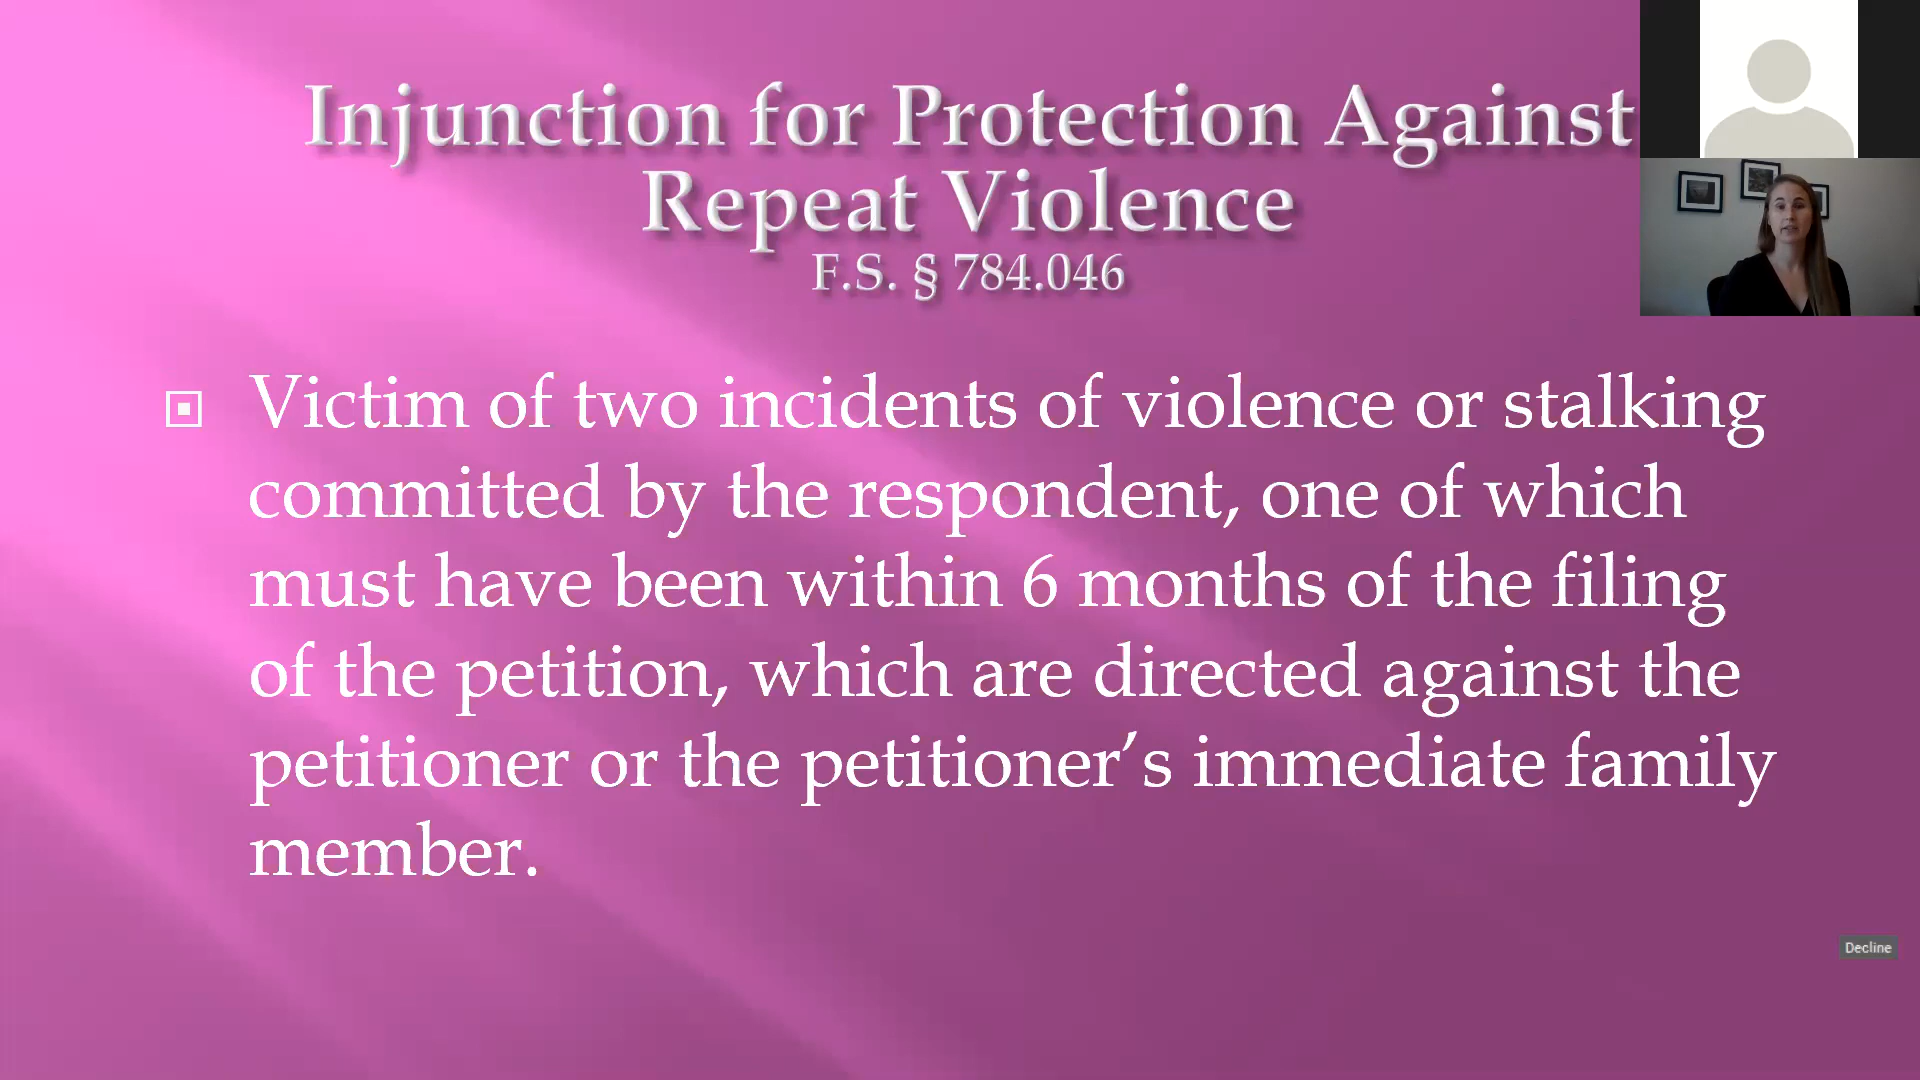 Injunction for Protection Against
Repeat Violence
F.S. § 784.046
Victim of two incidents of violence or stalking
committed by the respondent, one of which
must have been within 6 months of the filing
of the petition, which are directed against the
petitioner or the petitioner’s immediate family
member.
Decline